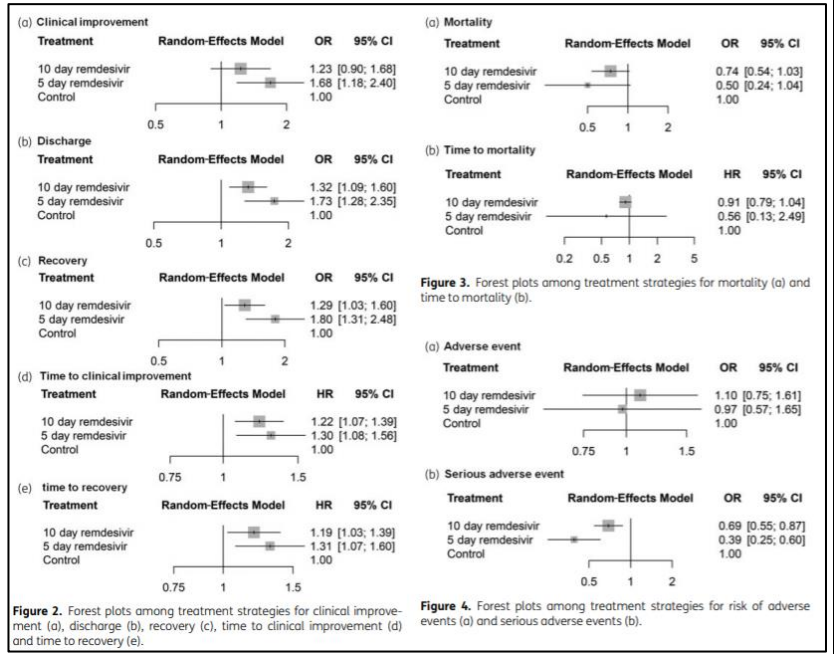 (a) Clinical improvement
Treatment Random-Effects Model OR 95% CI
10 day remdesivir 1.23 [0.90; 1.68]
5 day remdesivir 1.68 [1.18; 2.40]
Control 1.00
0.5 1 2
(b) Discharge
Treatment Random-Effects Model OR 95% CI
10 day remdesivir 1.32 [1.09; 1.60]
5 day remdesivir 1.73 [1.28; 2.35]
Control 1.00
0.5 1 2
(c) Recovery
Treatment Random-Effects Model OR 95% CI
10 day remdesivir 1.29 [1.03; 1.60]
5 day remdesivir 1.80 [1.31; 2.48]
Control 1.00
0.5 1 2
(d) Time to clinical improvement
Treatment Random-Effects Model HR 95% CI
10 day remdesivir 1.22 [1.07; 1.39]
5 day remdesivir 1.30 [1.08; 1.56]
Control 1.00
0.75 1 1.5
(e) time to recovery
Treatment Random-Effects Model HR 95% CI
10 day remdesivir 1.19 [1.03; 1.39]
5 day remdesivir 1.31 [1.07; 1.60]
Control 1.00
0.75 1 1.5
Figure 2. Forest plots among treatment strategies for clinical improve-
ment (a), discharge (b), recovery (c), time to clinical improvement (d)
and time to recovery (e).
(a) Mortality
Treatment Random-Effects Model OR 95% CI
10 day remdesivir 0.74 [0.54; 1.03]
5 day remdesivir 0.50 [0.24; 1.04]
Control 1.00
0.5 1 2
(b) Time to mortality
Treatment Random-Effects Model HR 95% CI
10 day remdesivir 0.91 [0.79; 1.04]
5 day remdesivir 0.56 [0.13; 2.49]
Control 1.00
0.2 0.5 1 2 5
Figure 3. Forest plots among treatment strategies for mortality (a) and
time to mortality (b).
(a) Adverse event
Treatment Random-Effects Model OR 95% CI
10 day remdesivir 1.10 [0.75; 1.61]
5 day remdesivir 0.97 [0.57; 1.65]
Control 1.00
0.75 1 1.5
(b) Serious adverse event
Treatment Random-Effects Model OR 95% CI
10 day remdesivir 0.69 [0.55; 0.87]
5 day remdesivir 0.39 [0.25; 0.60]
Control 1.00
0.5 1 2
Figure 4. Forest plots among treatment strategies for risk of adverse
events (a) and serious adverse events (b).